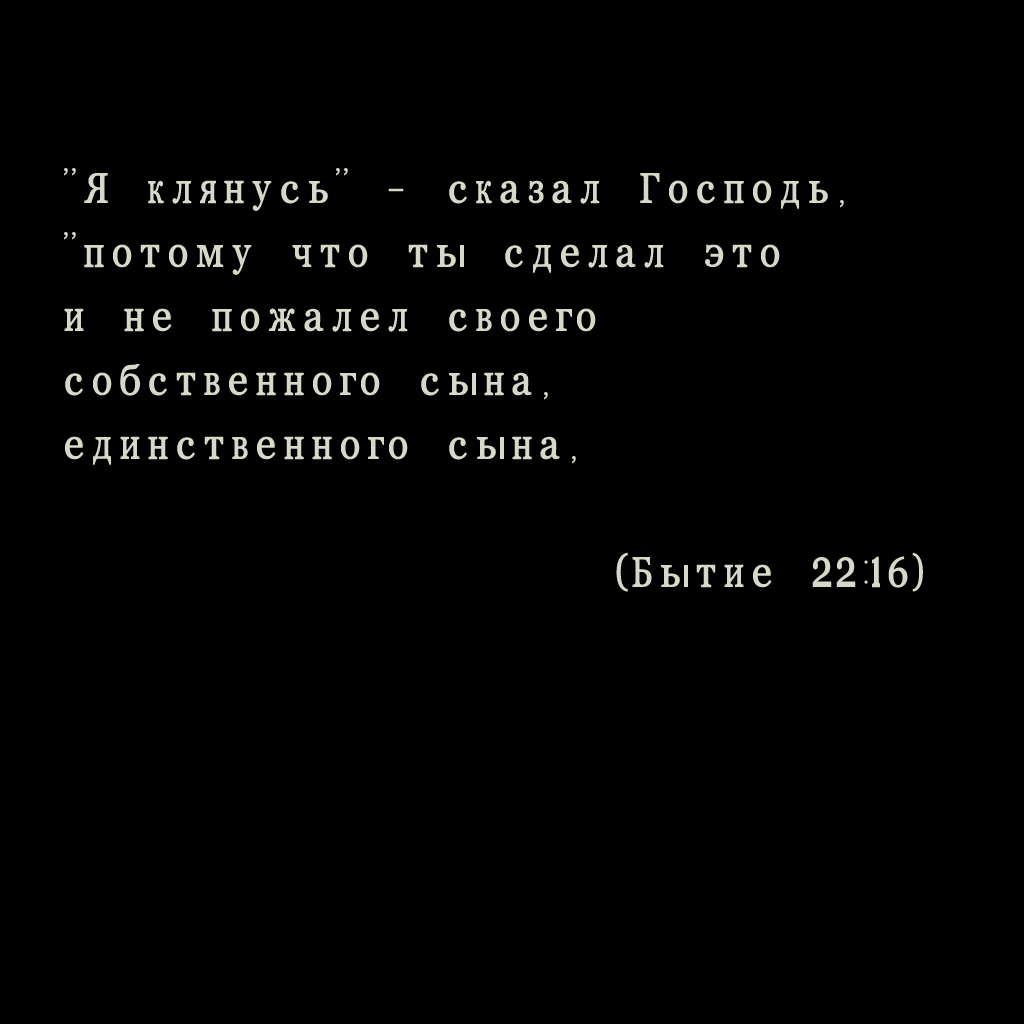 "Я клянусь" - сказал Господь,
"потому что ты сделал это
и не пожалел своего
собственного сына,
единственного сына,
(Бытие 22:16)